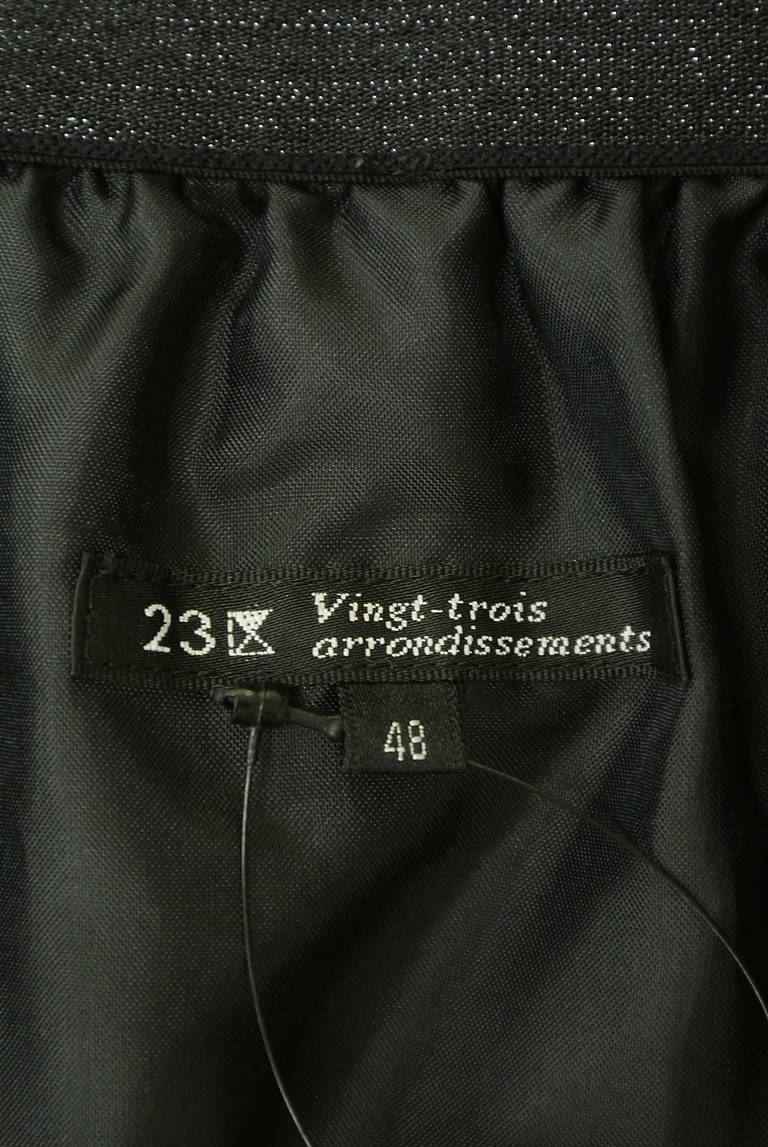 23区 Vingt-trois
arrondissements
48